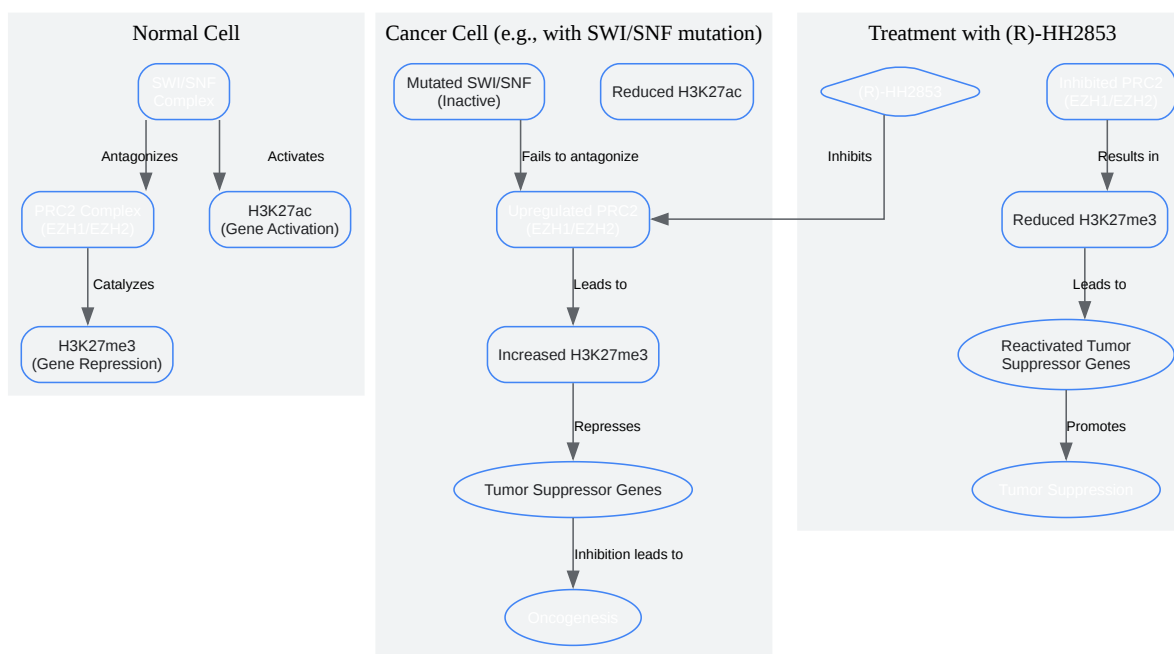 Normal Cell
SWI/SNF
Complex
Antagonizes
Activates
PRC2 Complex
(EZH1/EZH2)
H3K27ac
(Gene Activation)
Catalyzes
H3K27me3
(Gene Repression)
Cancer Cell (e.g., with SWI/SNF mutation)
Mutated SWI/SNF
(Inactive)
Reduced H3K27ac
Fails to antagonize
Upregulated PRC2
(EZH1/EZH2)
Leads to
Increased H3K27me3
Represses
Tumor Suppressor Genes
Inhibition leads to
Oncogenesis
Treatment with (R)-HH2853
(R)-HH2853
Inhibits
Inhibited PRC2
(EZH1/EZH2)
Results in
Reduced H3K27me3
Leads to
Reactivated Tumor
Suppressor Genes
Promotes
Tumor Suppression